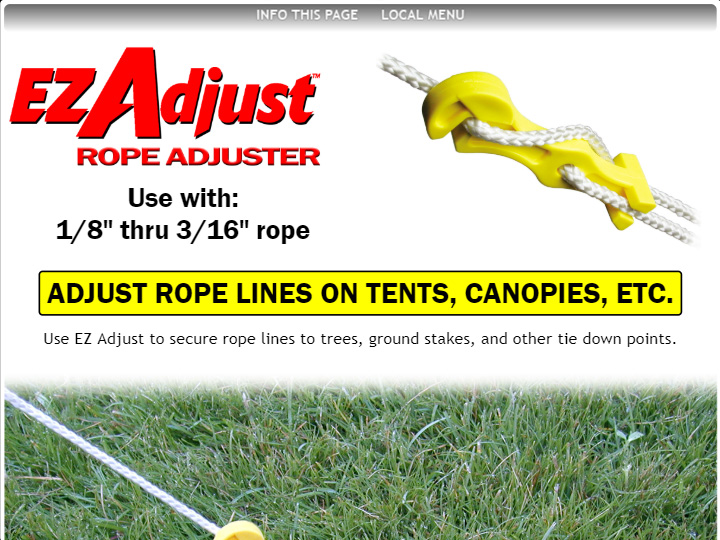 INFO THIS PAGE LOCAL MENU
EZAdjust™
ROPE ADJUSTER
Use with:
1/8" thru 3/16" rope
ADJUST ROPE LINES ON TENTS, CANOPIES, ETC.
Use EZ Adjust to secure rope lines to trees, ground stakes, and other tie down points.